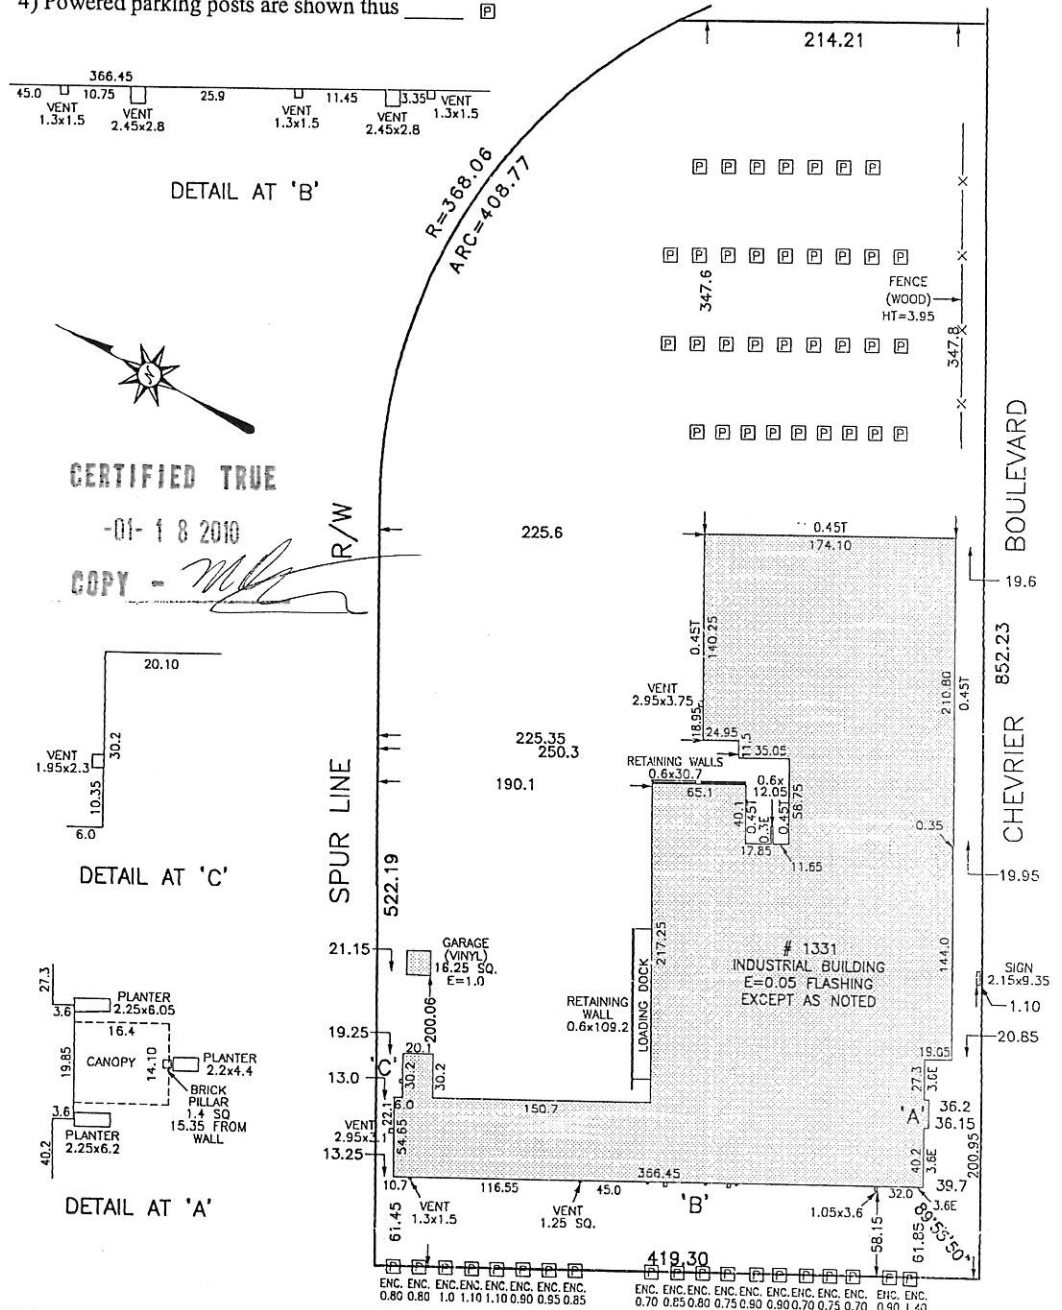 4) Powered parking posts are shown thus ______ P
366.45
45.0 10.75 25.9 11.45 3.35 VENT
VENT 1.3x1.5
VENT 2.45x2.8
VENT 1.3x1.5
VENT 2.45x2.8
1.3x1.5
DETAIL AT 'B'
214.21
R=368.06
ARC=408.77
P P P P P P P
P P P P P P P P P
347.6
FENCE
(WOOD)
HT=3.95
347.8
P P P P P P P P P
P P P P P P P P P
N
CERTIFIED TRUE
-01- 1 8 2010
COPY -
SPUR LINE R/W
522.19
CHEVRIER BOULEVARD
852.23
225.6
0.45T
174.10
19.6
0.45T
140.25
210.80
0.45T
VENT
2.95x3.75
18.95
24.95
11.5
35.05
225.35
250.3
190.1
RETAINING WALLS
0.6x30.7
65.1
0.6x
12.05
58.75
40.1
0.45T
0.3E
0.45T
17.85
11.65
0.35
19.95
20.10
30.2
VENT
1.95x2.3
10.35
6.0
DETAIL AT 'C'
21.15
GARAGE
(VINYL)
16.25 SQ.
E=1.0
200.06
217.25
LOADING DOCK
RETAINING
WALL
0.6x109.2
# 1331
INDUSTRIAL BUILDING
E=0.05 FLASHING
EXCEPT AS NOTED
144.0
SIGN
2.15x9.35
1.10
20.85
19.05
27.3
3.6E
'A'
36.2
36.15
40.2
3.6E
200.95
39.7
3.6E
19.25
20.1
'C'
30.2
30.2
13.0
6.0
22.1
150.7
VENT
2.95x3.1
54.65
13.25
366.45
10.7
116.55
45.0
'B'
32.0
VENT
1.3x1.5
VENT
1.25 SQ.
1.05x3.6
61.45
58.15
61.85
89°55'50"
419.30
27.3
3.6
PLANTER
2.25x6.05
16.4
CANOPY
19.85
14.10
PLANTER
2.2x4.4
BRICK
PILLAR
1.4 SQ
15.35 FROM
WALL
3.6
PLANTER
2.25x6.2
40.2
DETAIL AT 'A'
P P P P P P P P P P P P P P P P P P P
ENC. ENC. ENC. ENC. ENC. ENC. ENC. ENC. ENC. ENC. ENC. ENC. ENC. ENC. ENC. ENC. ENC. ENC. ENC.
0.80 0.80 1.0 1.10 1.10 0.90 0.95 0.85 0.70 0.85 0.80 0.75 0.90 0.90 0.70 0.75 0.70 0.90 1.40